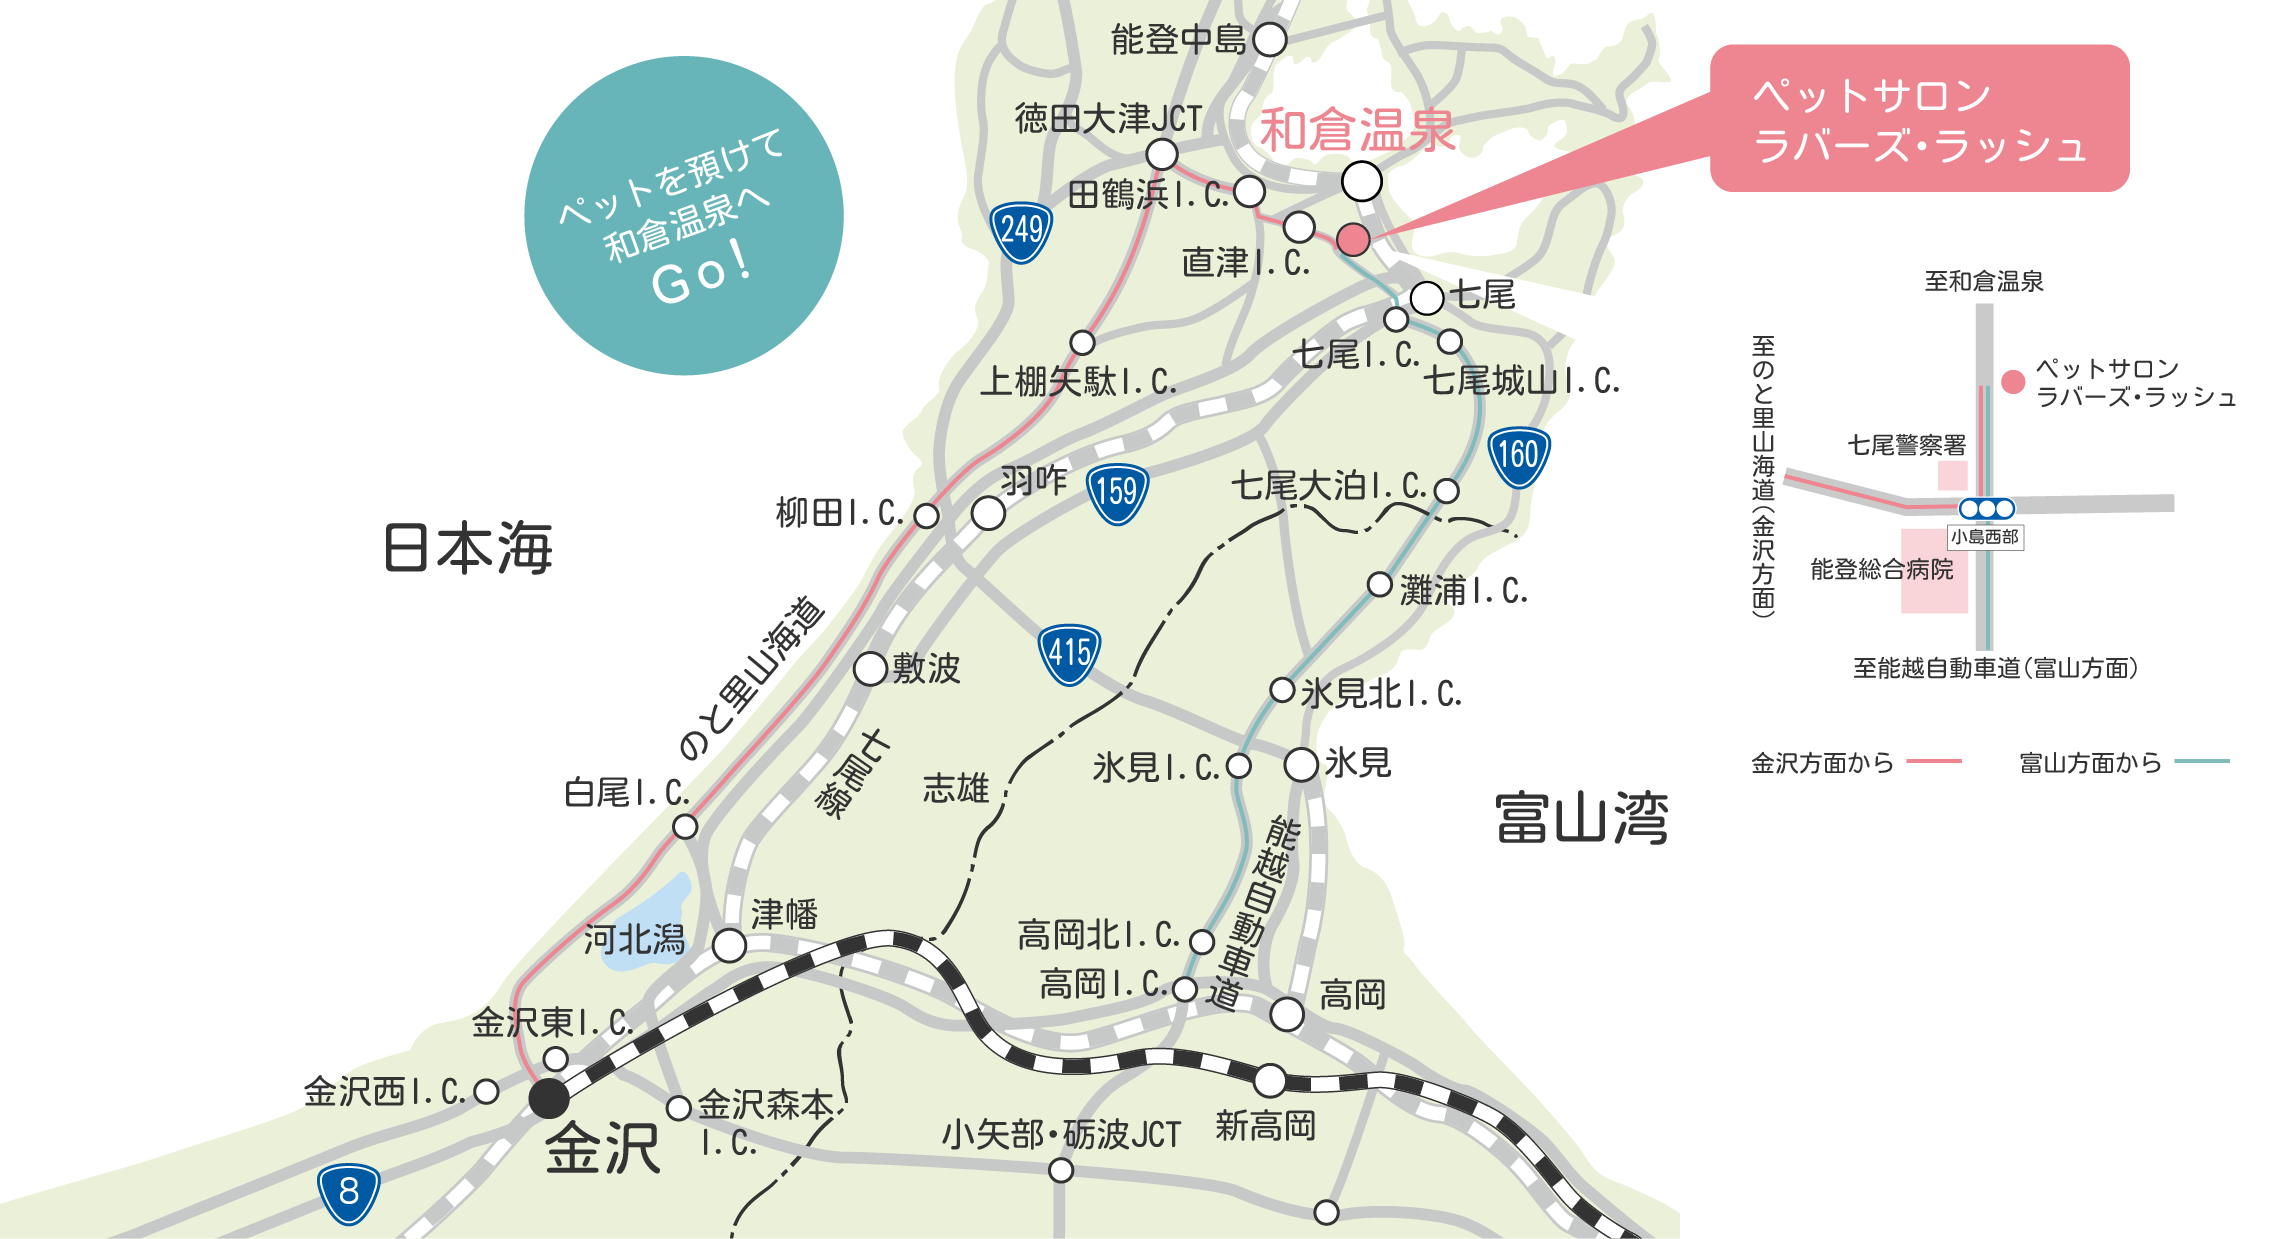 能登中島
徳田大津JCT
和倉温泉
ペットサロン
ラバーズ・ラッシュ
ペットを預けて
和倉温泉へ
Go!
田鶴浜I.C.
249
直津I.C.
七尾
七尾I.C.
上棚矢駄I.C.
七尾城山I.C.
160
羽咋
159
七尾大泊I.C.
柳田I.C.
日本海
灘浦I.C.
のと里山海道
415
敷波
氷見北I.C.
七尾線
志雄
氷見I.C.
氷見
白尾I.C.
富山湾
能越自動車道
津幡
河北潟
高岡北I.C.
高岡I.C.
高岡
金沢東I.C.
金沢西I.C.
金沢
金沢森本
I.C.
小矢部・砺波JCT
新高岡
8
至和倉温泉
至のと里山海道(金沢方面)
ペットサロン
ラバーズ・ラッシュ
七尾警察署
小島西部
能登総合病院
至能越自動車道(富山方面)
金沢方面から
富山方面から